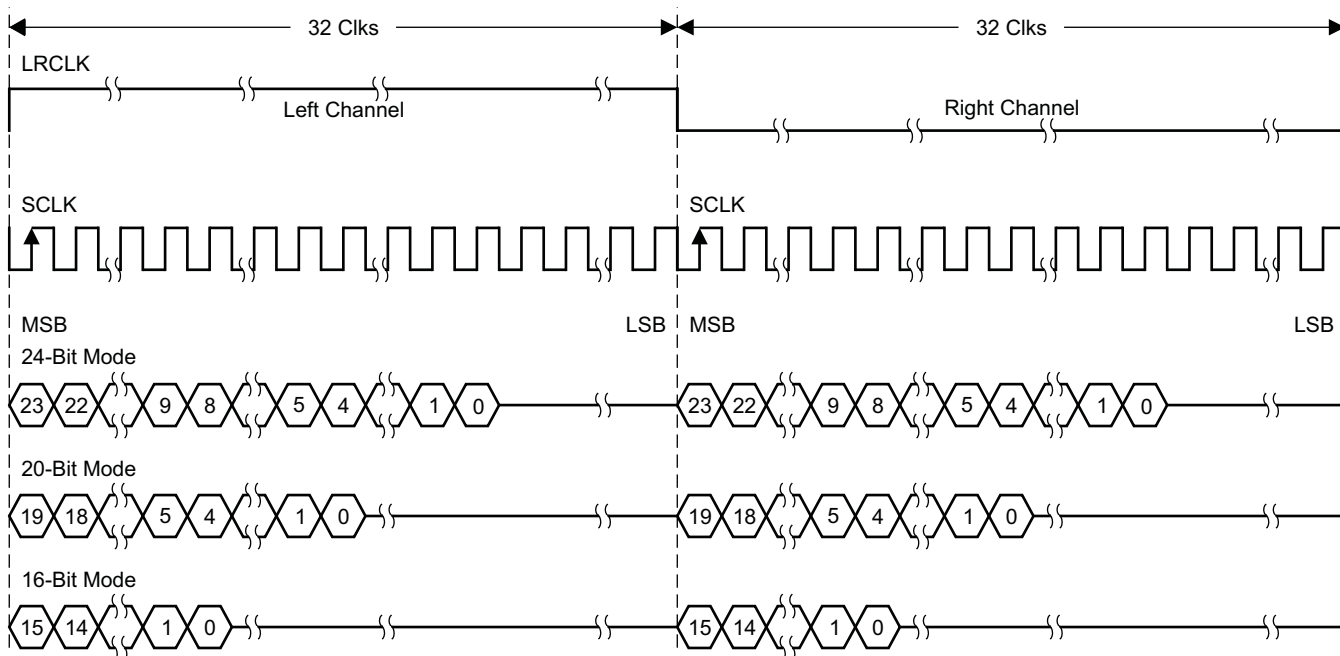 32 Clks 32 Clks
LRCLK
Left Channel Right Channel
SCLK SCLK
MSB LSB MSB LSB
24-Bit Mode
23 22 9 8 5 4 1 0 23 22 9 8 5 4 1 0
20-Bit Mode
19 18 5 4 1 0 19 18 5 4 1 0
16-Bit Mode
15 14 1 0 15 14 1 0